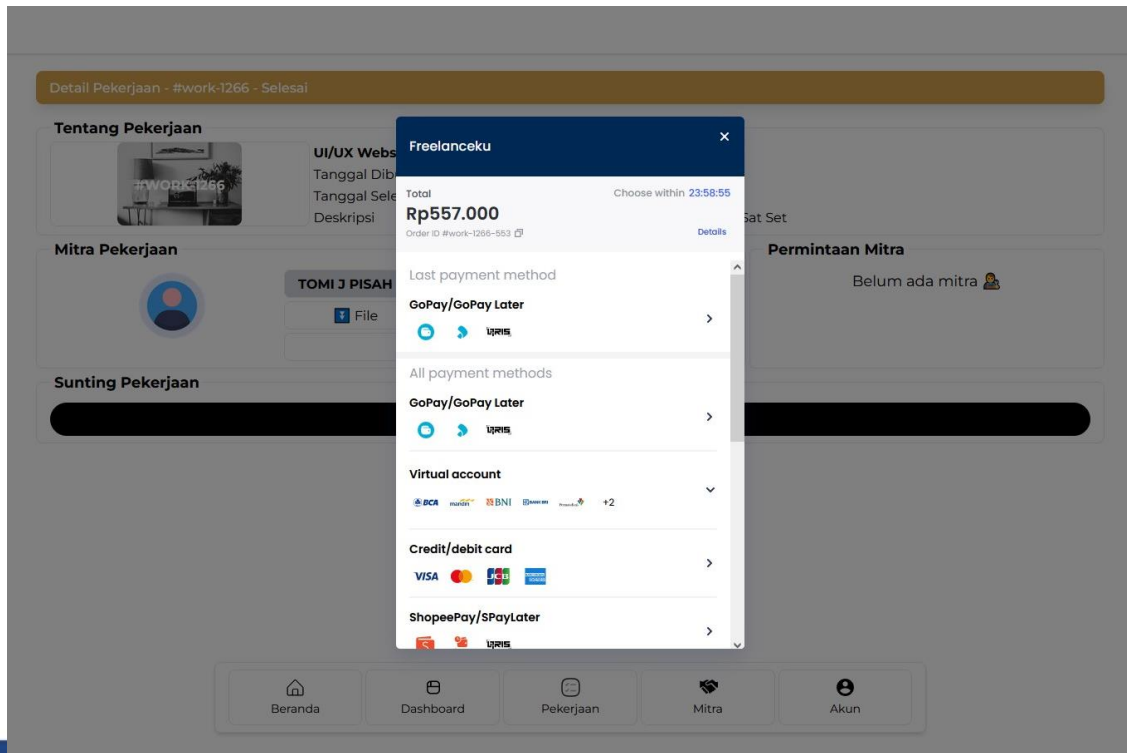 Detail Pekerjaan - #work-1266 - Selesai
Tentang Pekerjaan
#WORK-1266
UI/UX Webs
Tanggal Dib
Tanggal Sele
Deskripsi
Sat Set
Mitra Pekerjaan
TOMI J PISAH
File
Permintaan Mitra
Belum ada mitra
Sunting Pekerjaan
Freelanceku
×
Total
Choose within 23:58:55
Rp557.000
Order ID #work-1266-553
Details
Last payment method
GoPay/GoPay Later
QRIS
All payment methods
GoPay/GoPay Later
QRIS
Virtual account
BCA mandiri BNI BANK BRI PermataBank +2
Credit/debit card
VISA JCB
ShopeePay/SPayLater
S QRIS
Beranda
Dashboard
Pekerjaan
Mitra
Akun